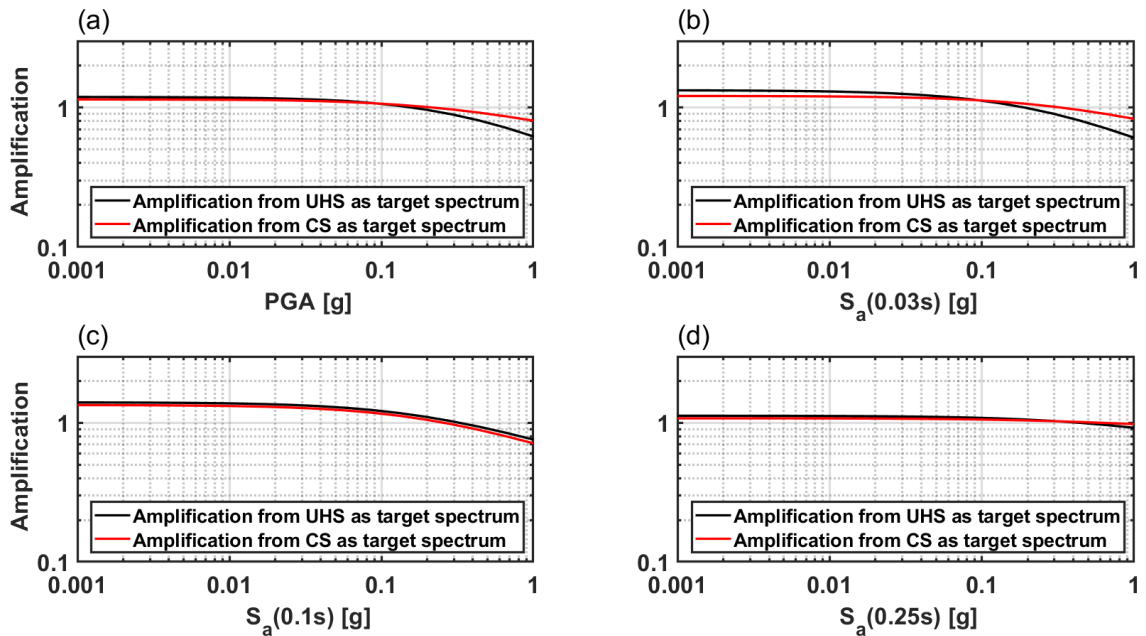 (a)
Amplification
1
0.1
Amplification from UHS as target spectrum
Amplification from CS as target spectrum
0.001 0.01 0.1 1
PGA [g]
(b)
1
0.1
Amplification from UHS as target spectrum
Amplification from CS as target spectrum
0.001 0.01 0.1 1
Sa(0.03s) [g]
(c)
Amplification
1
0.1
Amplification from UHS as target spectrum
Amplification from CS as target spectrum
0.001 0.01 0.1 1
Sa(0.1s) [g]
(d)
1
0.1
Amplification from UHS as target spectrum
Amplification from CS as target spectrum
0.001 0.01 0.1 1
Sa(0.25s) [g]